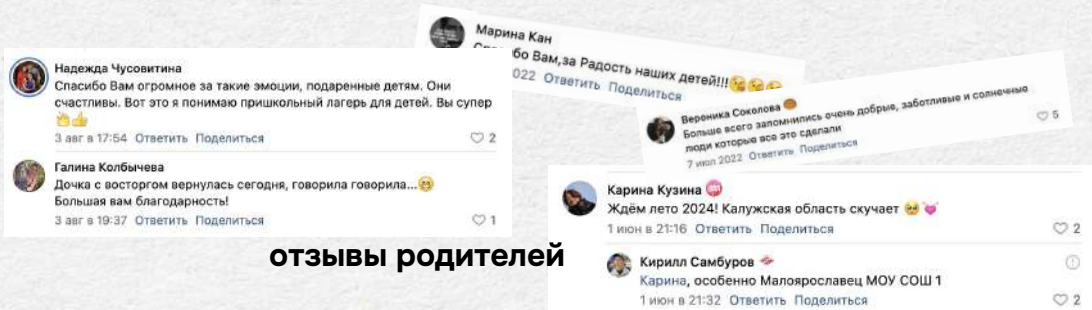 Надежда Чусовитина
Спасибо Вам огромное за такие эмоции, подаренные детям. Они
счастливы. Вот это я понимаю пришкольный лагерь для детей. Вы супер
👏👍
3 авг в 17:54 Ответить Поделиться
2
Галина Колбычева
Дочка с восторгом вернулась сегодня, говорила говорила...😁
Большая вам благодарность!
3 авг в 19:37 Ответить Поделиться
1
Марина Кан
Вам,за Радость наших детей!!!😘😘😘
Ответить Поделиться
Вероника Соколова
Больше всего запомнились очень добрые, заботливые и солнечные
люди которые все это сделали
7 июл 2022 Ответить Поделиться
5
Карина Кузина
Ждём лето 2024! Калужская область скучает 🥹💓
1 июн в 21:16 Ответить Поделиться
2
Кирилл Самбуров
Карина, особенно Малоярославец МОУ СОШ 1
1 июн в 21:32 Ответить Поделиться
2
отзывы родителей